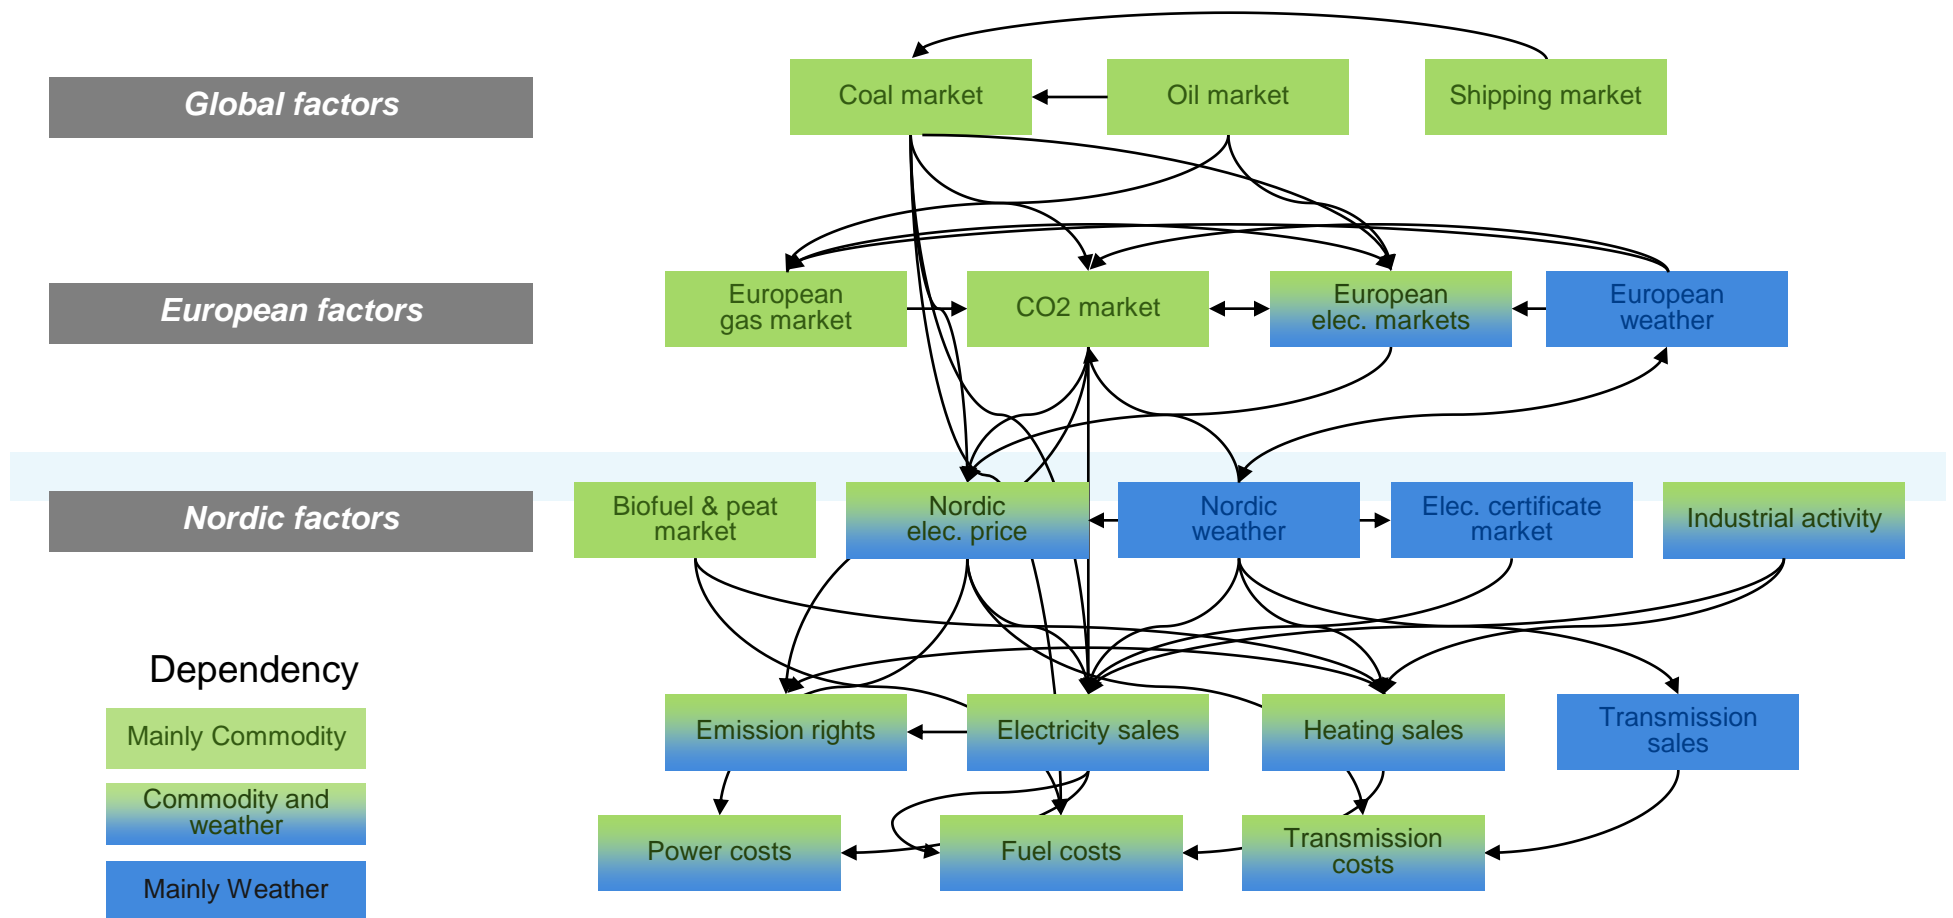 Global factors
Coal market
Oil market
Shipping market
European factors
European
gas market
CO2 market
European
elec. markets
European
weather
Nordic factors
Biofuel & peat
market
Nordic
elec. price
Nordic
weather
Elec. certificate
market
Industrial activity
Dependency
Mainly Commodity
Commodity and
weather
Mainly Weather
Emission rights
Electricity sales
Heating sales
Transmission
sales
Power costs
Fuel costs
Transmission
costs